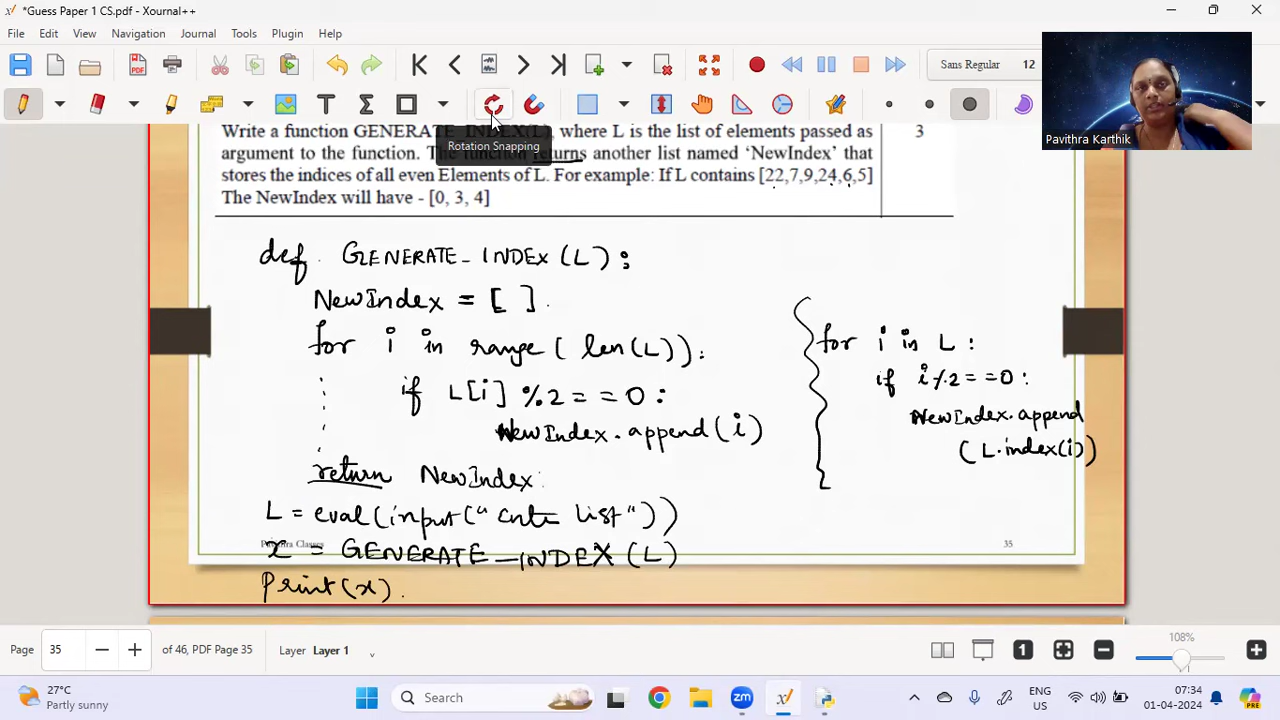 *Guess Paper 1 CS.pdf - Xournal++
File Edit View Navigation Journal Tools Plugin Help
Sans Regular 12
Pavithra Karthik
Rotation Snapping
Write a function GENERATE_INDEX(L), where L is the list of elements passed as 3
argument to the function. The function returns another list named ‘NewIndex’ that
stores the indices of all even Elements of L. For example: If L contains [22,7,9,24,6,5]
The NewIndex will have - [0, 3, 4]
def GENERATE_INDEX(L):
NewIndex = [ ]
for i in range(len(L)):
if L[i] %2 == 0:
NewIndex.append(i)
return NewIndex
L = eval(input("Enter list"))
x = GENERATE_INDEX(L)
Print(x).
for i in L:
if i%2==0:
NewIndex.append
(L.index(i))
Pavithra Classes 35
Page 35 of 46, PDF Page 35 Layer Layer 1 108%
27°C
Partly sunny
Search
ENG
IN
07:34
01-04-2024